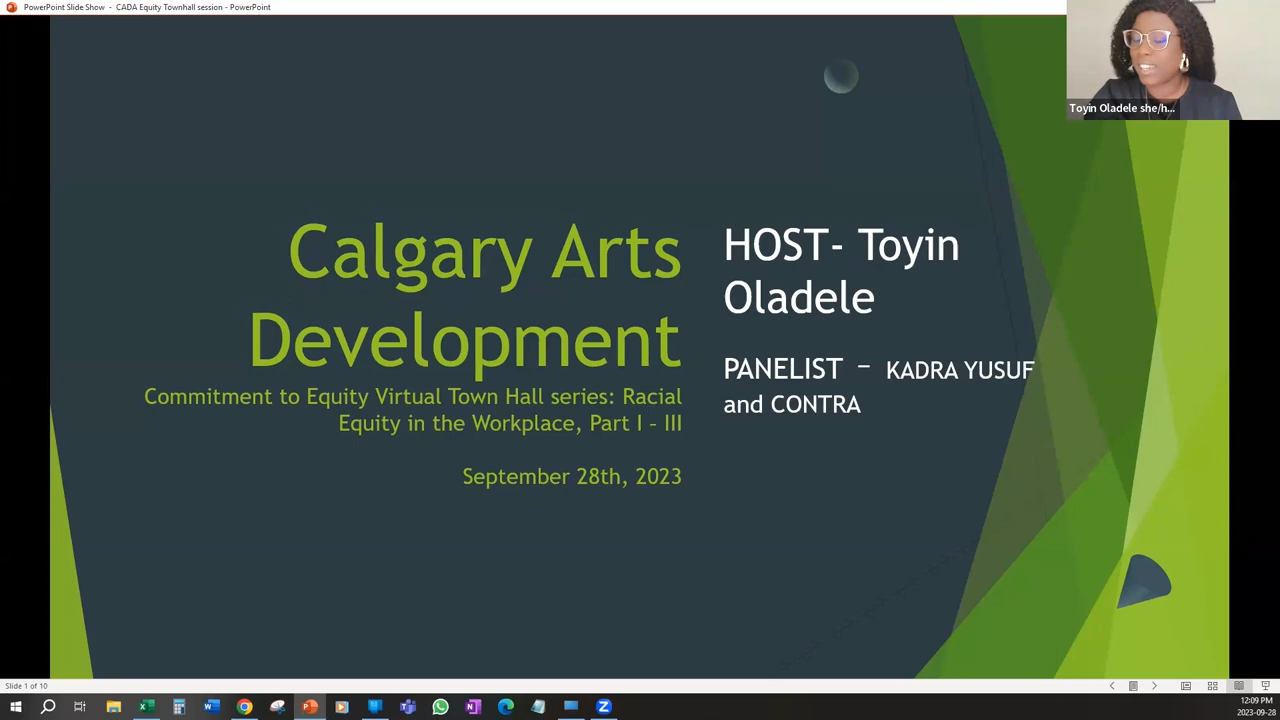 PowerPoint Slide Show - CADA Equity Townhall session - PowerPoint
Toyin Oladele she/h...
Calgary Arts
Development
Commitment to Equity Virtual Town Hall series: Racial
Equity in the Workplace, Part I – III
September 28th, 2023
HOST- Toyin
Oladele
PANELIST – KADRA YUSUF
and CONTRA
Slide 1 of 10
12:09 PM
2023-09-28